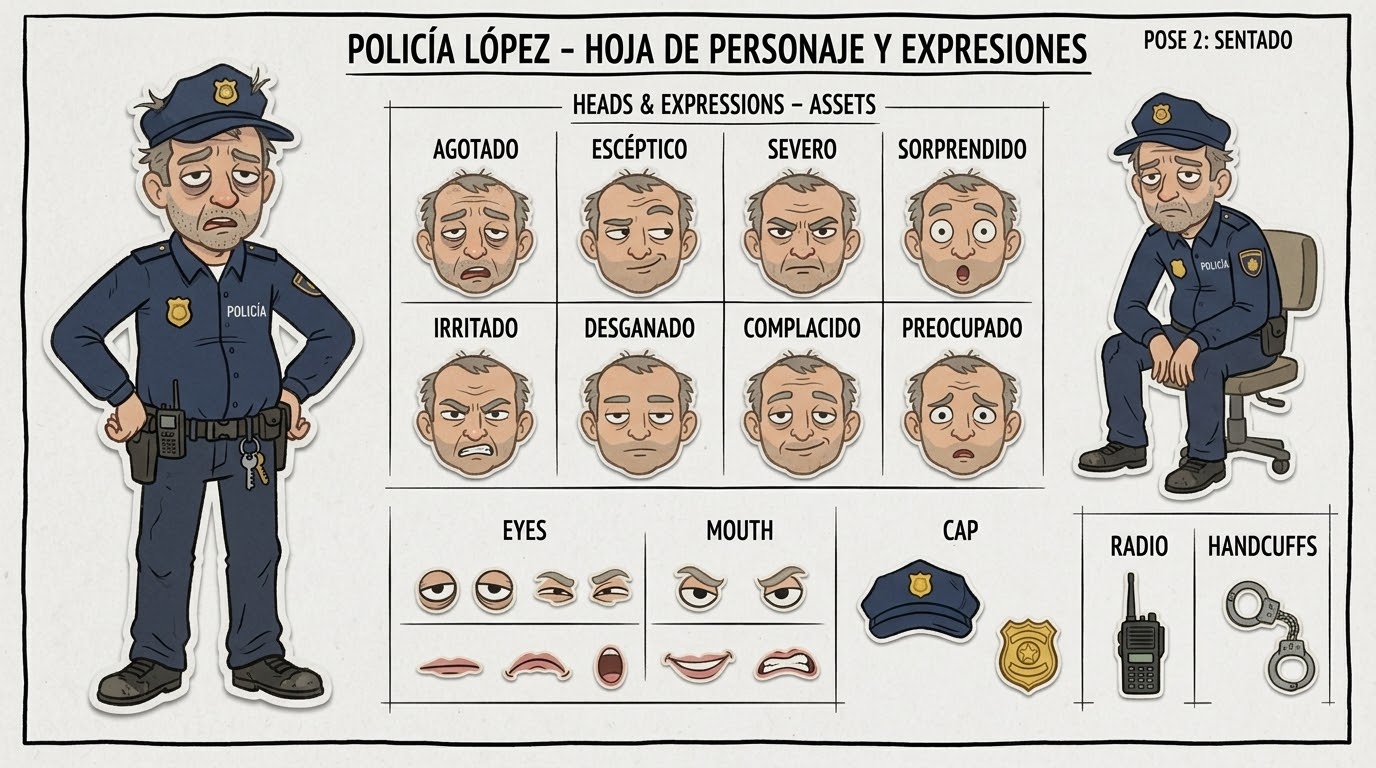 POLICÍA LÓPEZ – HOJA DE PERSONAJE Y EXPRESIONES
POSE 2: SENTADO
HEADS & EXPRESSIONS – ASSETS
AGOTADO
ESCÉPTICO
SEVERO
SORPRENDIDO
IRRITADO
DESGANADO
COMPLACIDO
PREOCUPADO
POLICÍA
POLICÍA
EYES
MOUTH
CAP
RADIO
HANDCUFFS